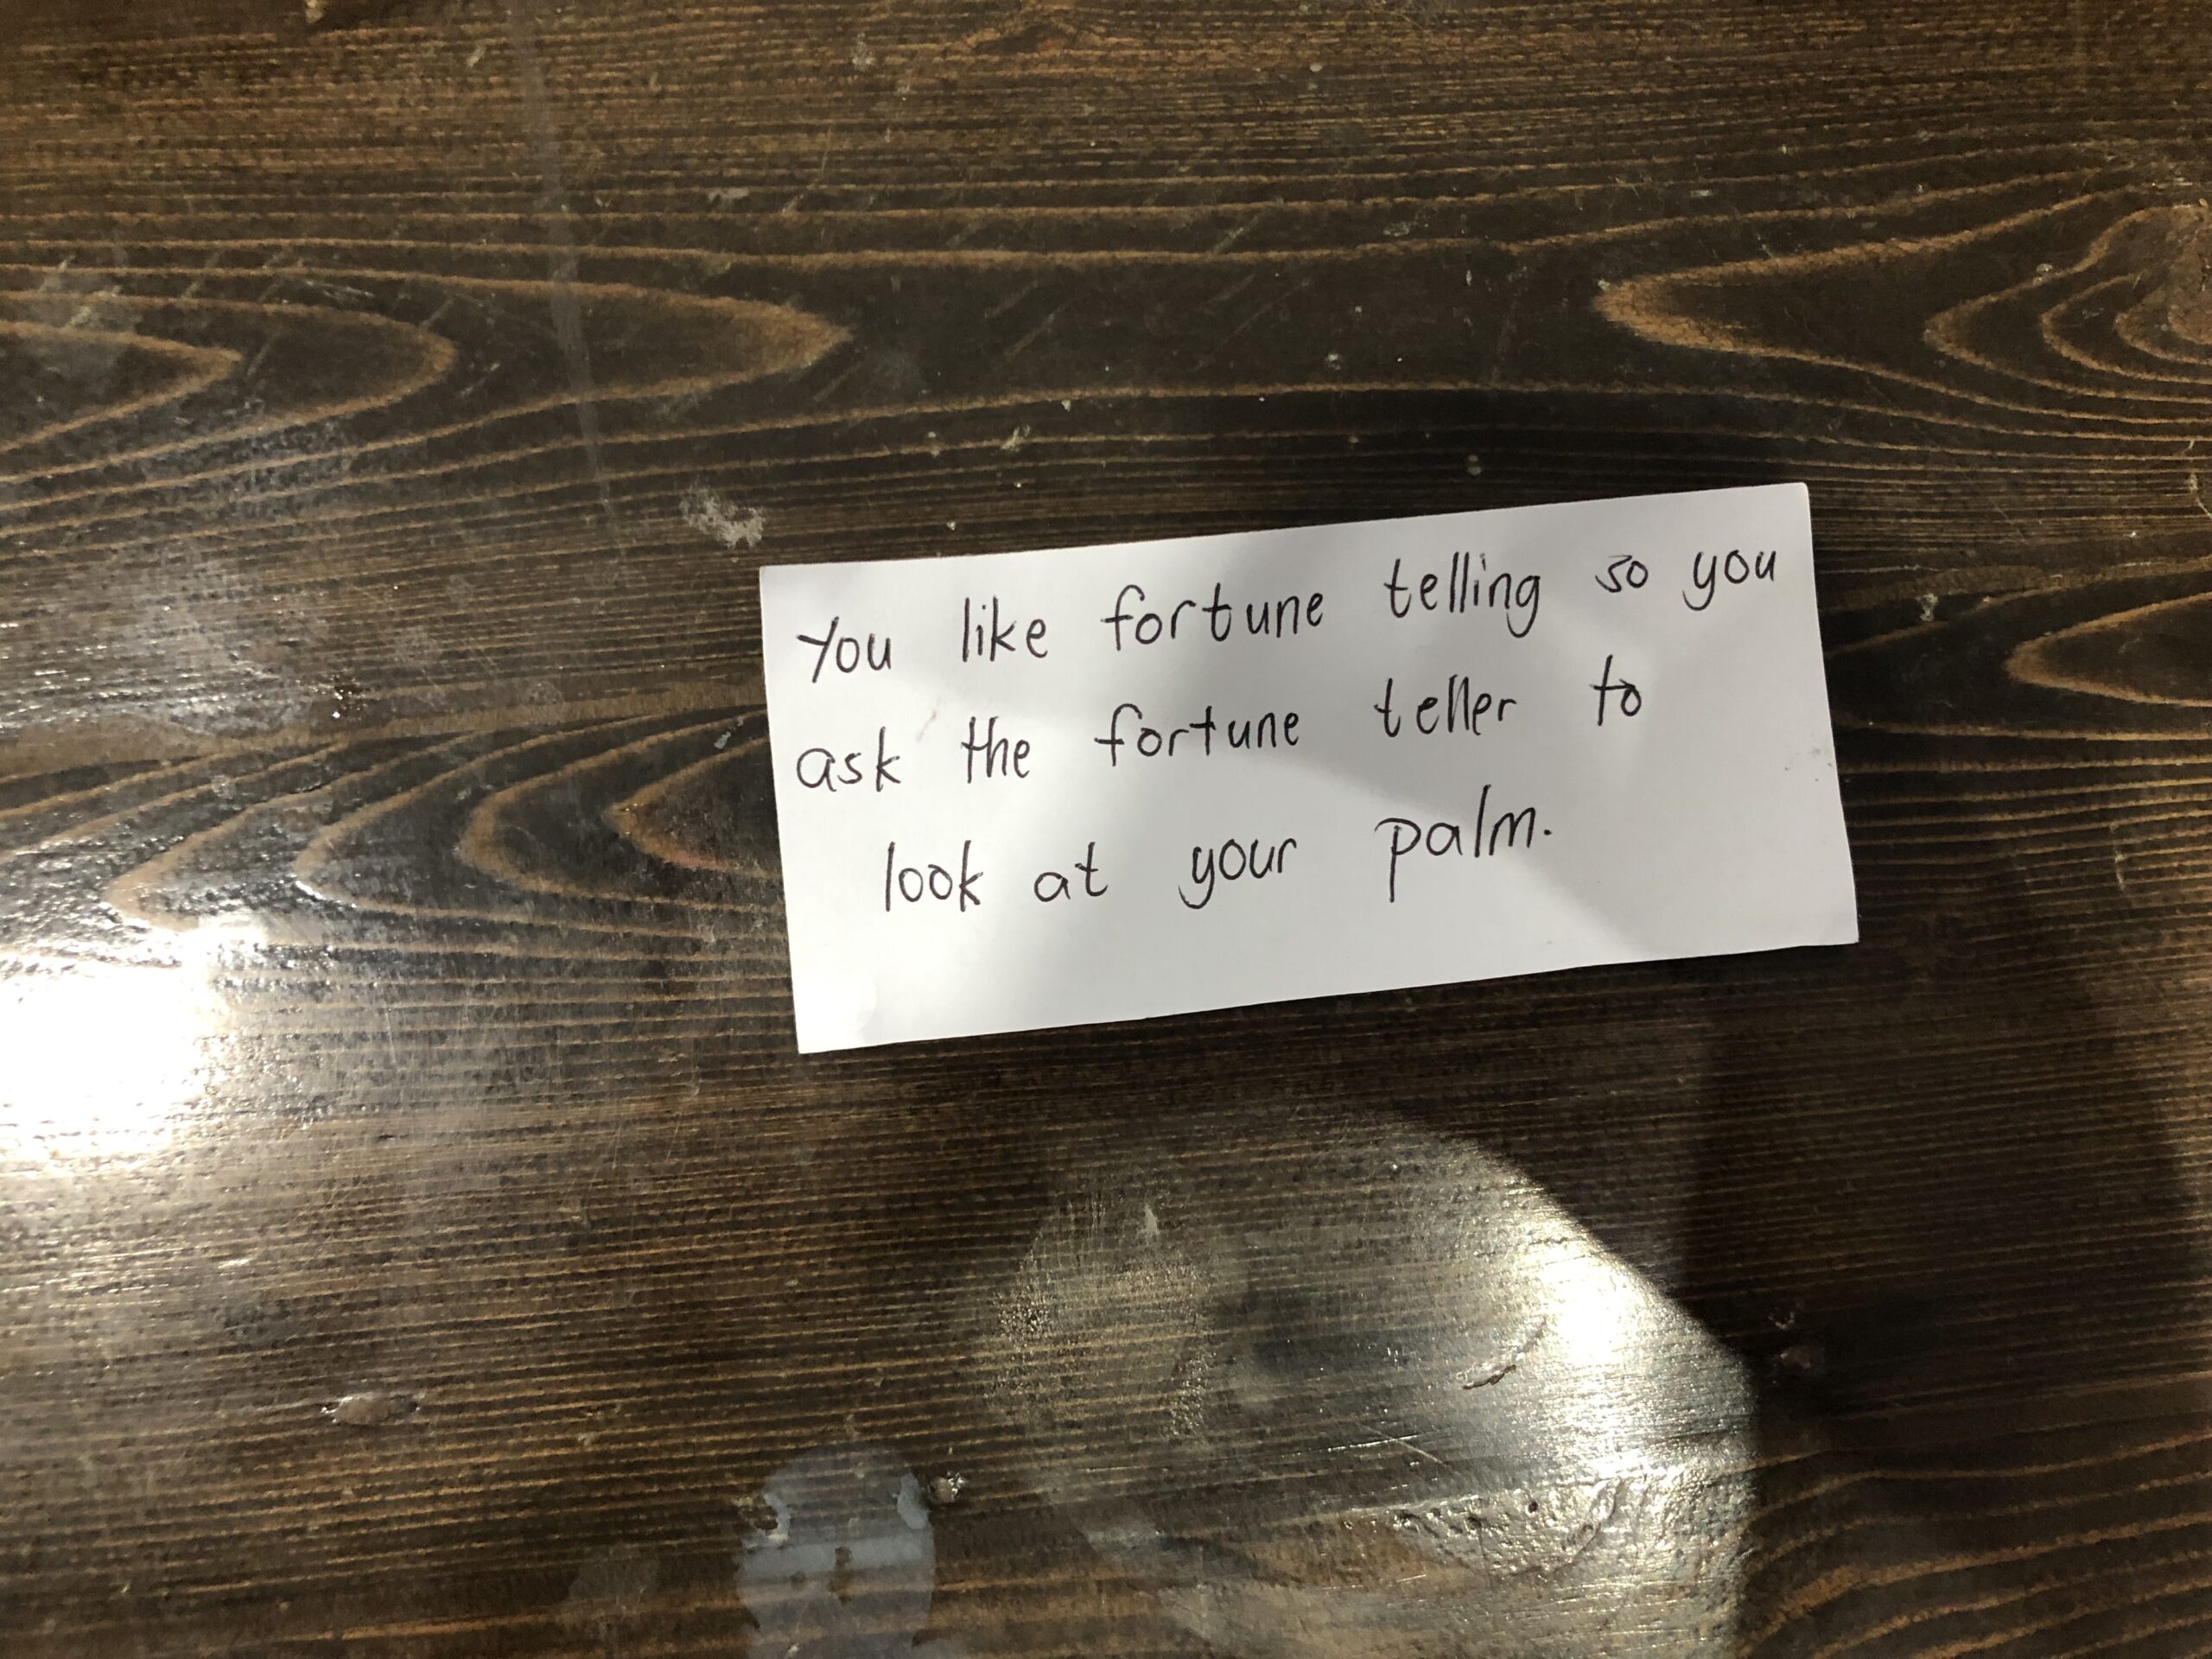 You like fortune telling so you
ask the fortune teller to
look at your palm.